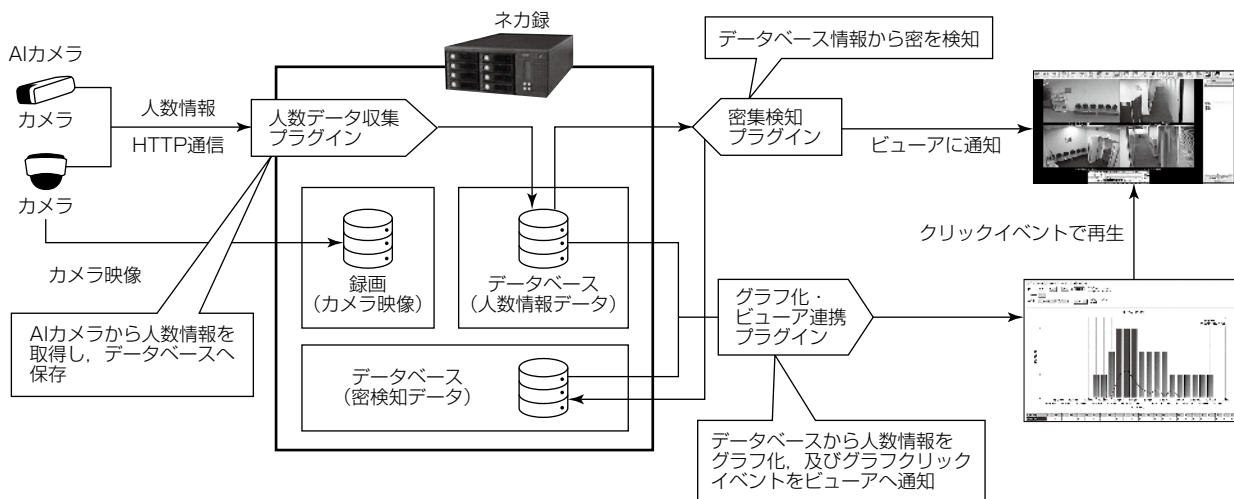 ネカ録
データベース情報から密を検知
AIカメラ
カメラ
人数情報
HTTP通信
人数データ収集
プラグイン
密集検知
プラグイン
ビューアに通知
カメラ
カメラ映像
録画
(カメラ映像)
データベース
(人数情報データ)
クリックイベントで再生
グラフ化・
ビューア連携
プラグイン
AIカメラから人数情報を
取得し,データベースへ
保存
データベース
(密検知データ)
データベースから人数情報を
グラフ化,及びグラフクリック
イベントをビューアへ通知